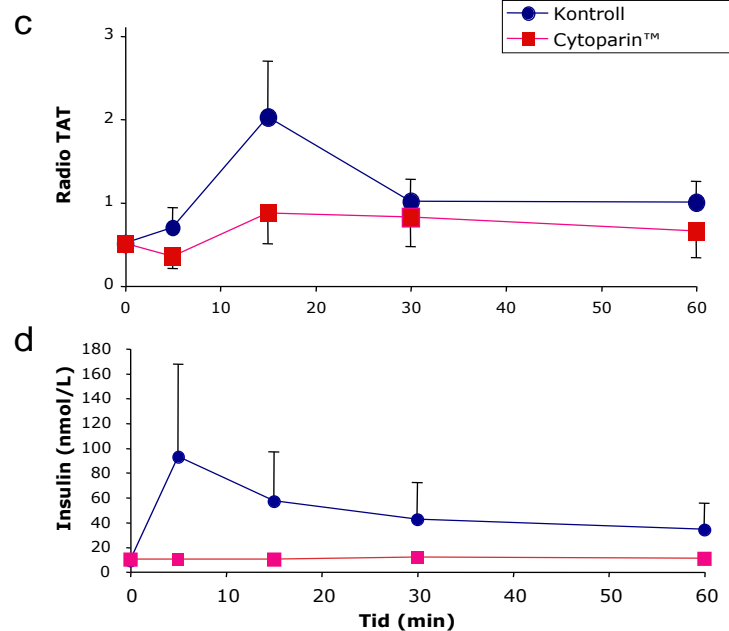 c
Kontroll
Cytoparin™
Radio TAT
3
2
1
0
0 10 20 30 40 50 60
d
Insulin (nmol/L)
180
160
140
120
100
80
60
40
20
0
0 10 20 30 40 50 60
Tid (min)